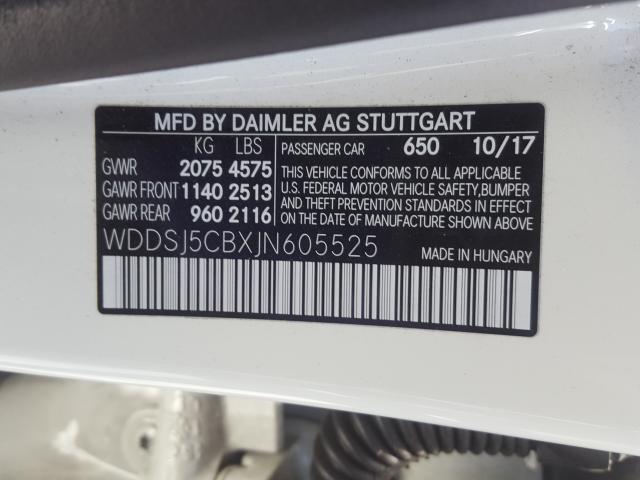 MFD BY DAIMLER AG STUTTGART
KG LBS
GVWR 2075 4575
GAWR FRONT 1140 2513
GAWR REAR 960 2116
PASSENGER CAR 650 10/17
THIS VEHICLE CONFORMS TO ALL APPLICABLE
U.S. FEDERAL MOTOR VEHICLE SAFETY,BUMPER
AND THEFT PREVENTION STANDARDS IN EFFECT
ON THE DATE OF MANUFACTURE SHOWN ABOVE
WDDSJ5CBXJN605525
MADE IN HUNGARY